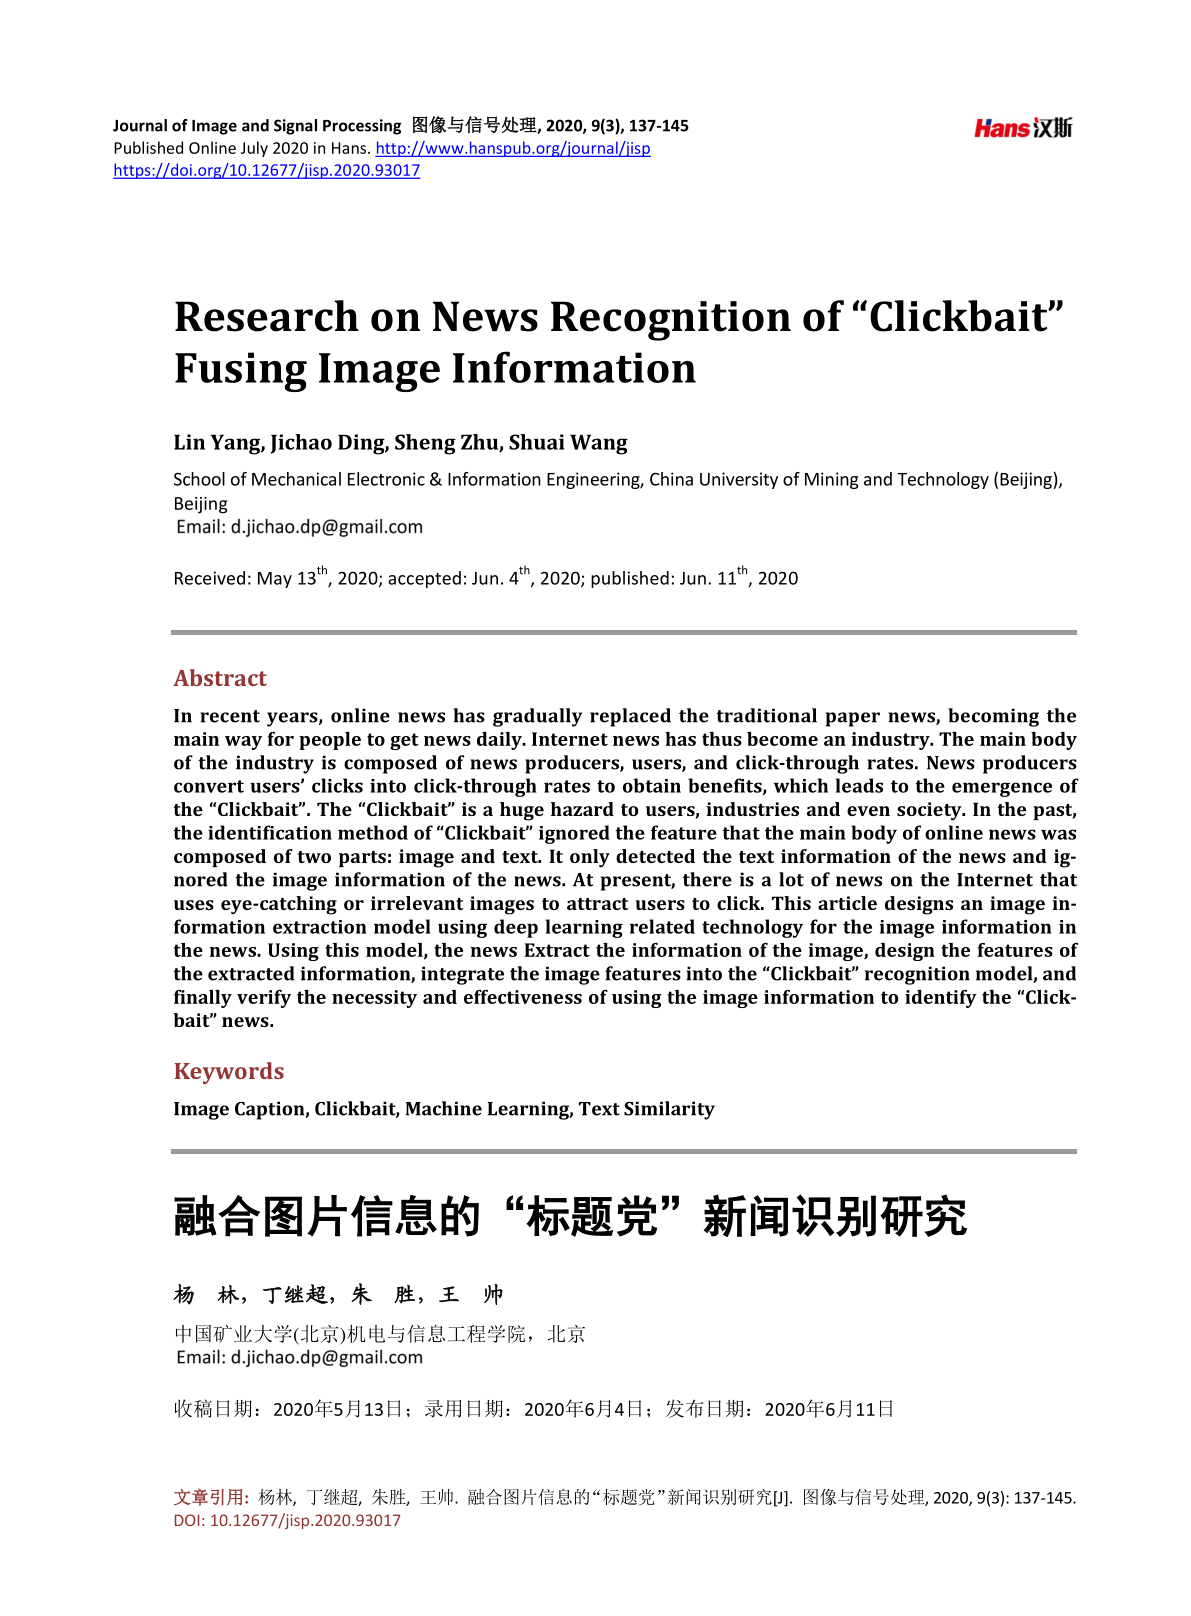 Journal of Image and Signal Processing 图像与信号处理, 2020, 9(3), 137-145
Published Online July 2020 in Hans. http://www.hanspub.org/journal/jisp
https://doi.org/10.12677/jisp.2020.93017
Hans汉斯
Research on News Recognition of “Clickbait”
Fusing Image Information
Lin Yang, Jichao Ding, Sheng Zhu, Shuai Wang
School of Mechanical Electronic & Information Engineering, China University of Mining and Technology (Beijing),
Beijing
Email: d.jichao.dp@gmail.com
Received: May 13th, 2020; accepted: Jun. 4th, 2020; published: Jun. 11th, 2020
Abstract
In recent years, online news has gradually replaced the traditional paper news, becoming the
main way for people to get news daily. Internet news has thus become an industry. The main body
of the industry is composed of news producers, users, and click-through rates. News producers
convert users’ clicks into click-through rates to obtain benefits, which leads to the emergence of
the “Clickbait”. The “Clickbait” is a huge hazard to users, industries and even society. In the past,
the identification method of “Clickbait” ignored the feature that the main body of online news was
composed of two parts: image and text. It only detected the text information of the news and ig-
nored the image information of the news. At present, there is a lot of news on the Internet that
uses eye-catching or irrelevant images to attract users to click. This article designs an image in-
formation extraction model using deep learning related technology for the image information in
the news. Using this model, the news Extract the information of the image, design the features of
the extracted information, integrate the image features into the “Clickbait” recognition model, and
finally verify the necessity and effectiveness of using the image information to identify the “Click-
bait” news.
Keywords
Image Caption, Clickbait, Machine Learning, Text Similarity
融合图片信息的“标题党”新闻识别研究
杨 林，丁继超，朱 胜，王 帅
中国矿业大学(北京)机电与信息工程学院，北京
Email: d.jichao.dp@gmail.com
收稿日期：2020年5月13日；录用日期：2020年6月4日；发布日期：2020年6月11日
文章引用: 杨林, 丁继超, 朱胜, 王帅. 融合图片信息的“标题党”新闻识别研究[J]. 图像与信号处理, 2020, 9(3): 137-145.
DOI: 10.12677/jisp.2020.93017